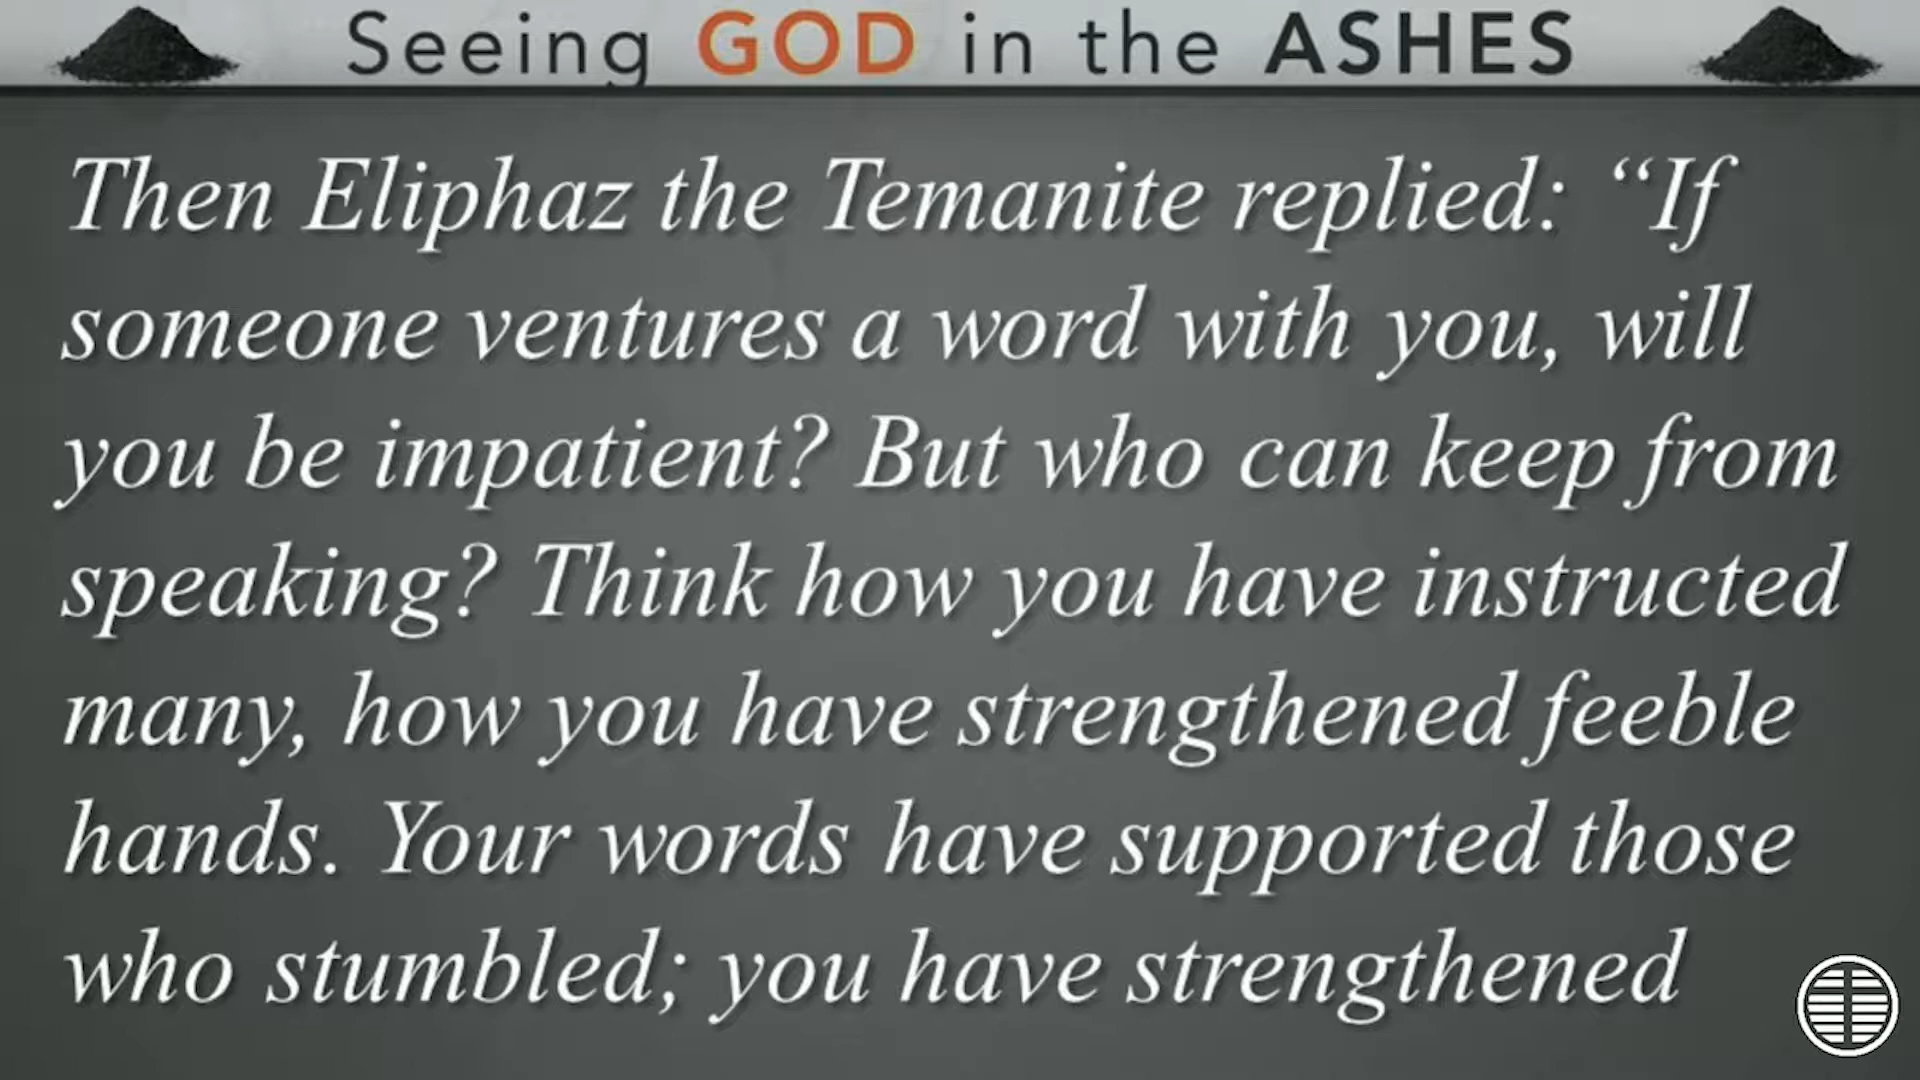 Seeing GOD in the ASHES
Then Eliphaz the Temanite replied: “If
someone ventures a word with you, will
you be impatient? But who can keep from
speaking? Think how you have instructed
many, how you have strengthened feeble
hands. Your words have supported those
who stumbled; you have strengthened